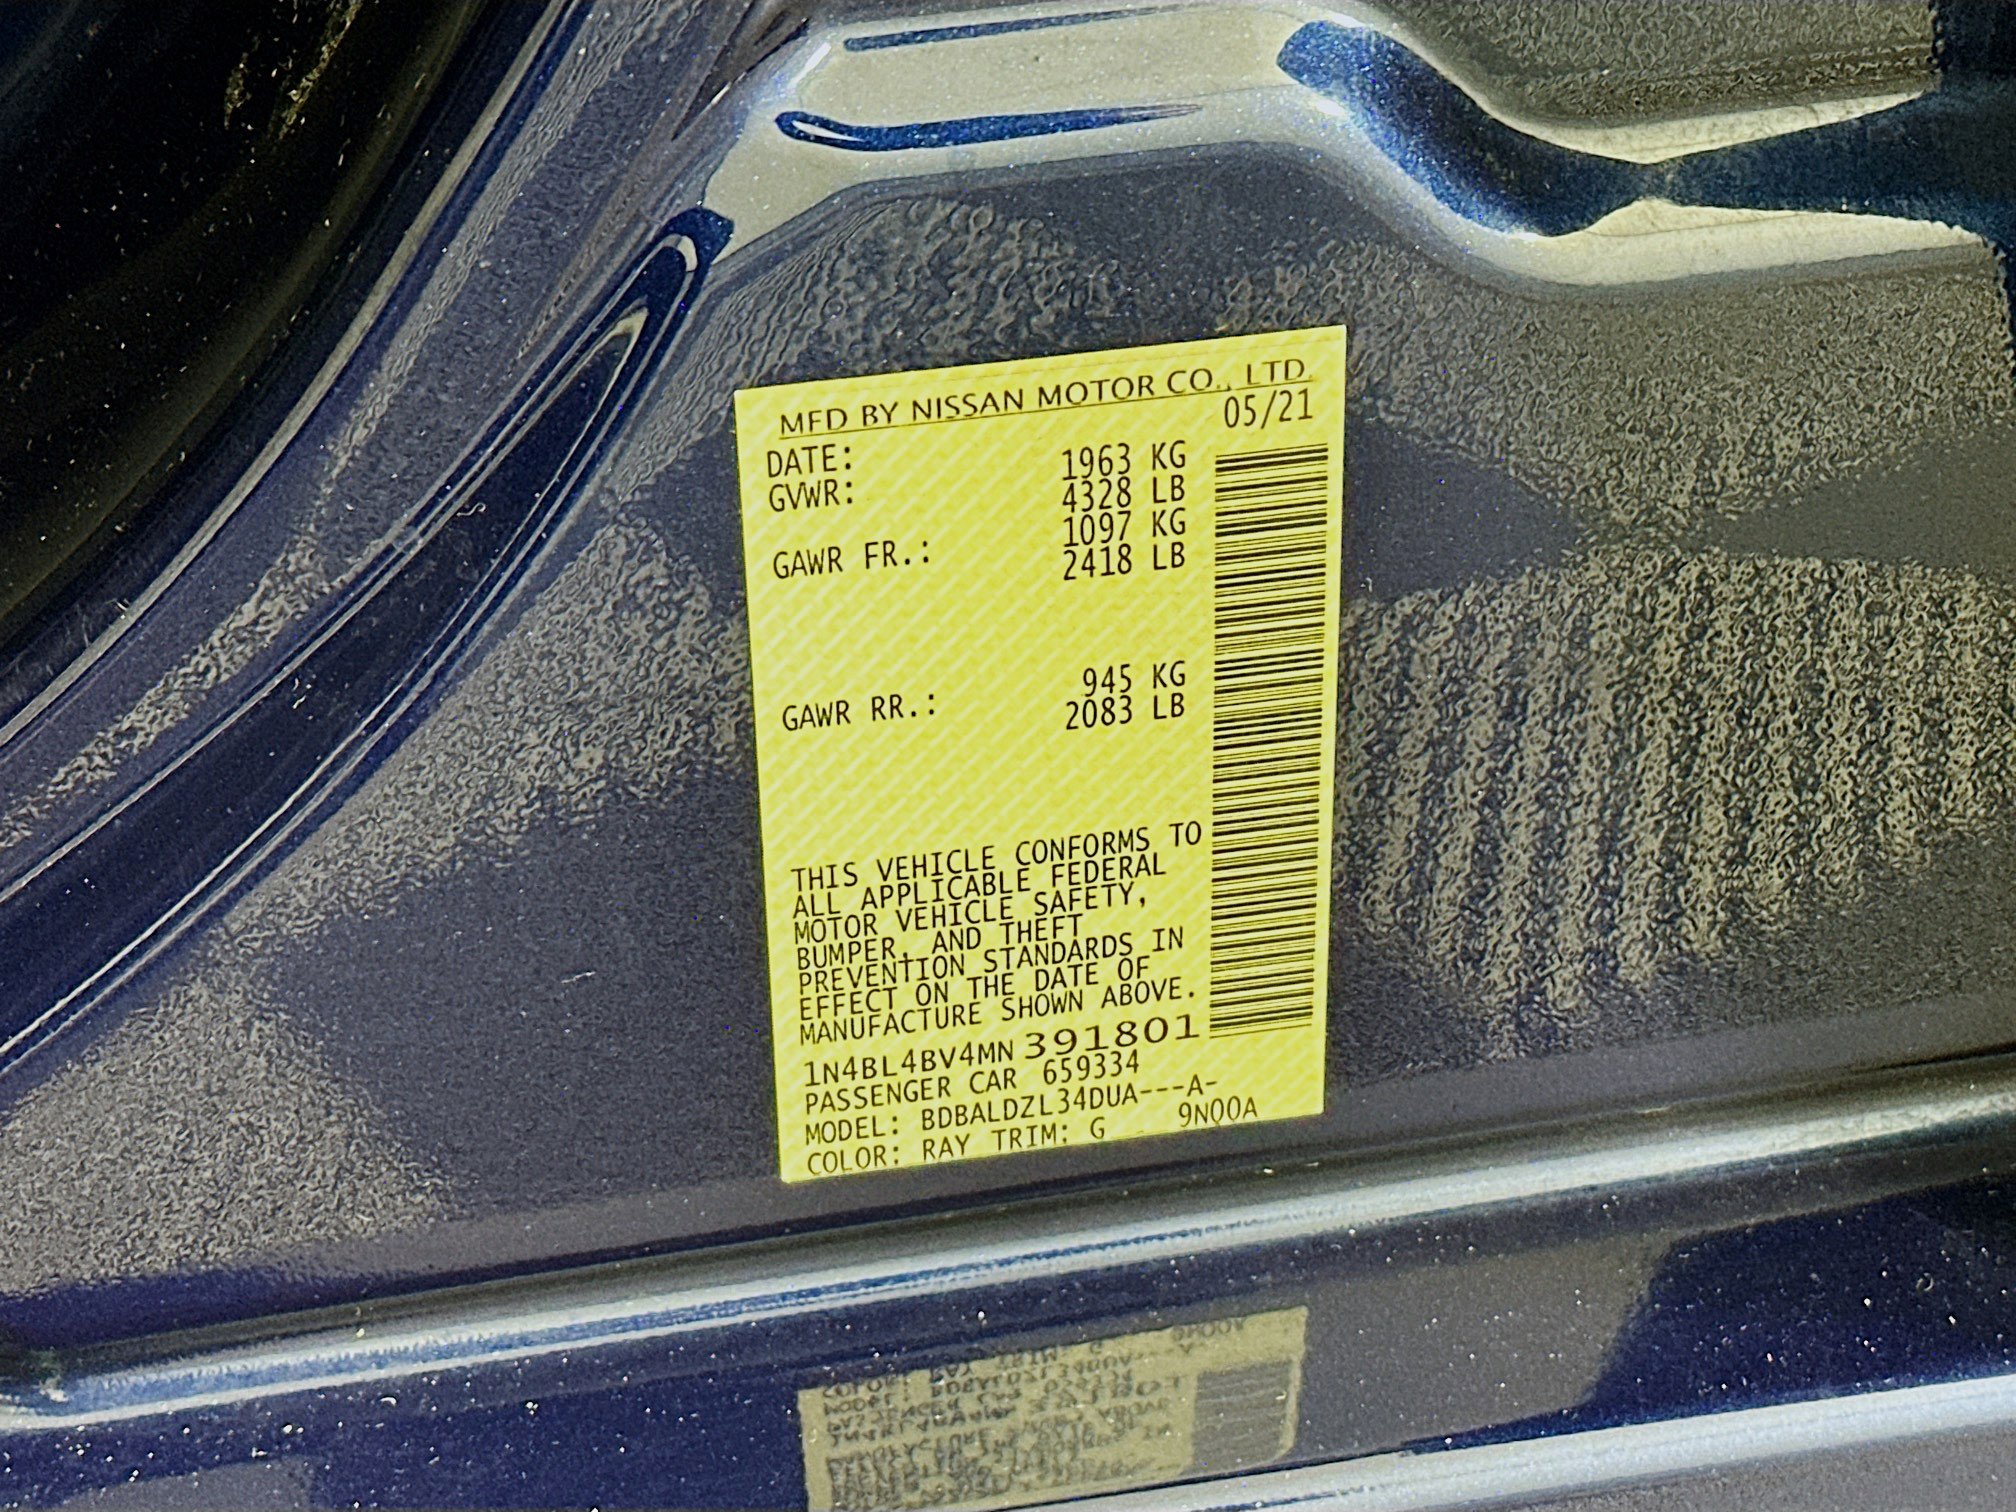 MFD BY NISSAN MOTOR CO., LTD.
DATE: 05/21
GVWR: 1963 KG
4328 LB
GAWR FR.: 1097 KG
2418 LB
GAWR RR.: 945 KG
2083 LB
THIS VEHICLE CONFORMS TO
ALL APPLICABLE FEDERAL
MOTOR VEHICLE SAFETY,
BUMPER, AND THEFT
PREVENTION STANDARDS IN
EFFECT ON THE DATE OF
MANUFACTURE SHOWN ABOVE.
1N4BL4BV4MN391801
PASSENGER CAR 659334
MODEL: BDBALDZL34DUA---A-
COLOR: RAY TRIM: G 9N00A